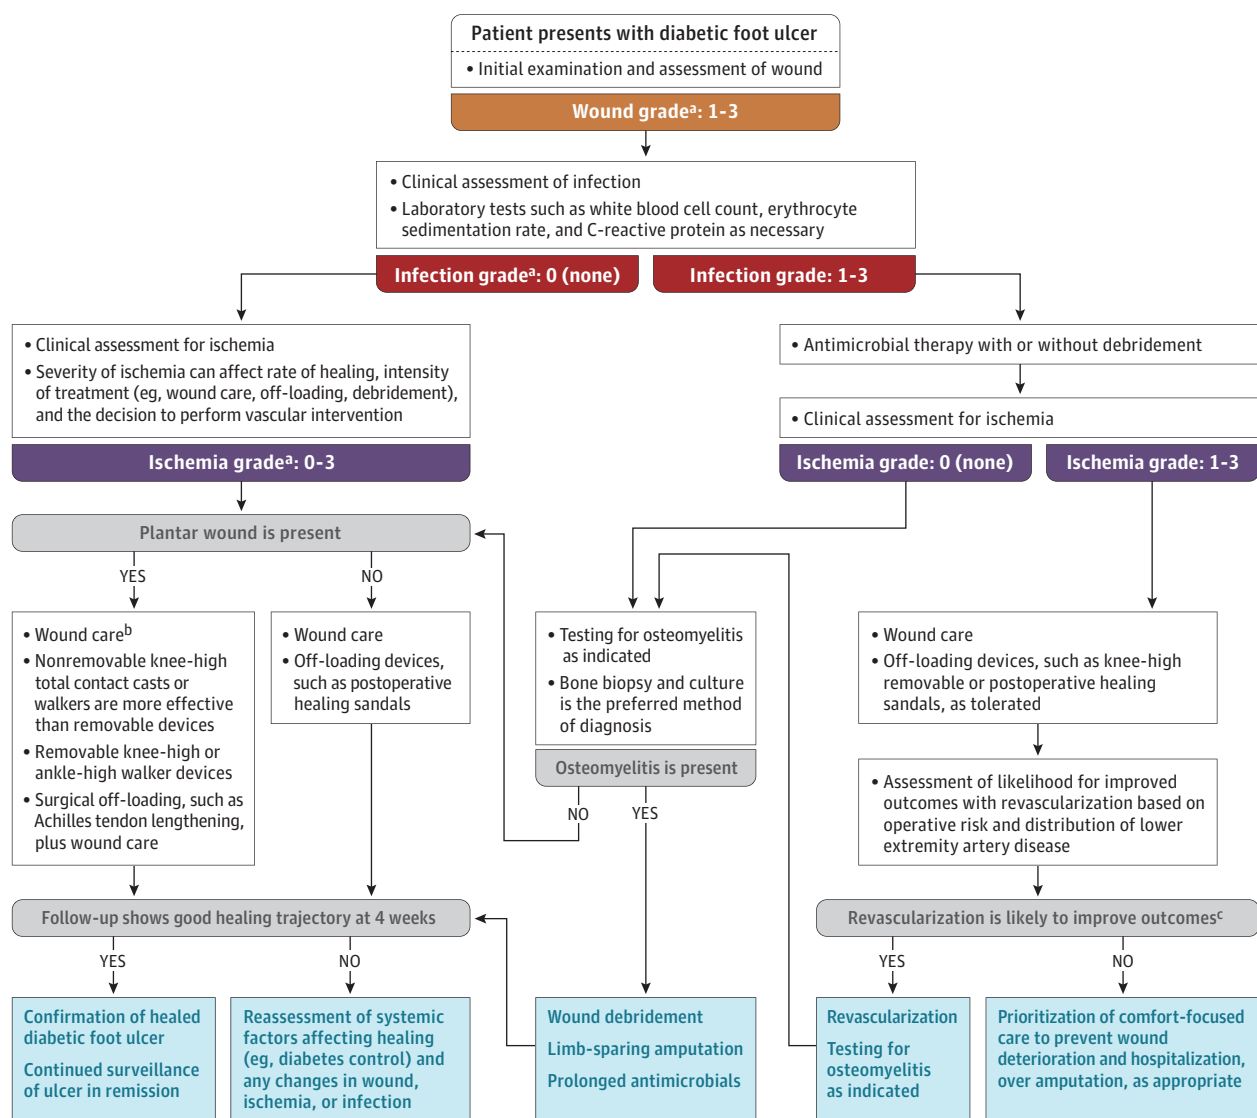 Patient presents with diabetic foot ulcer
• Initial examination and assessment of wound
Wound gradeᵃ: 1-3
• Clinical assessment of infection
• Laboratory tests such as white blood cell count, erythrocyte
sedimentation rate, and C-reactive protein as necessary
Infection gradeᵃ: 0 (none)
Infection grade: 1-3
• Clinical assessment for ischemia
• Severity of ischemia can affect rate of healing, intensity
of treatment (eg, wound care, off-loading, debridement),
and the decision to perform vascular intervention
Ischemia gradeᵃ: 0-3
• Antimicrobial therapy with or without debridement
• Clinical assessment for ischemia
Ischemia grade: 0 (none)
Ischemia grade: 1-3
Plantar wound is present
YES
NO
• Wound careᵇ
• Nonremovable knee-high
total contact casts or
walkers are more effective
than removable devices
• Removable knee-high or
ankle-high walker devices
• Surgical off-loading, such as
Achilles tendon lengthening,
plus wound care
• Wound care
• Off-loading devices,
such as postoperative
healing sandals
• Testing for osteomyelitis
as indicated
• Bone biopsy and culture
is the preferred method
of diagnosis
Osteomyelitis is present
NO
YES
• Wound care
• Off-loading devices, such as knee-high
removable or postoperative healing
sandals, as tolerated
• Assessment of likelihood for improved
outcomes with revascularization based on
operative risk and distribution of lower
extremity artery disease
Follow-up shows good healing trajectory at 4 weeks
YES
NO
Revascularization is likely to improve outcomesᶜ
YES
NO
Confirmation of healed
diabetic foot ulcer
Continued surveillance
of ulcer in remission
Reassessment of systemic
factors affecting healing
(eg, diabetes control) and
any changes in wound,
ischemia, or infection
Wound debridement
Limb-sparing amputation
Prolonged antimicrobials
Revascularization
Testing for
osteomyelitis
as indicated
Prioritization of comfort-focused
care to prevent wound
deterioration and hospitalization,
over amputation, as appropriate